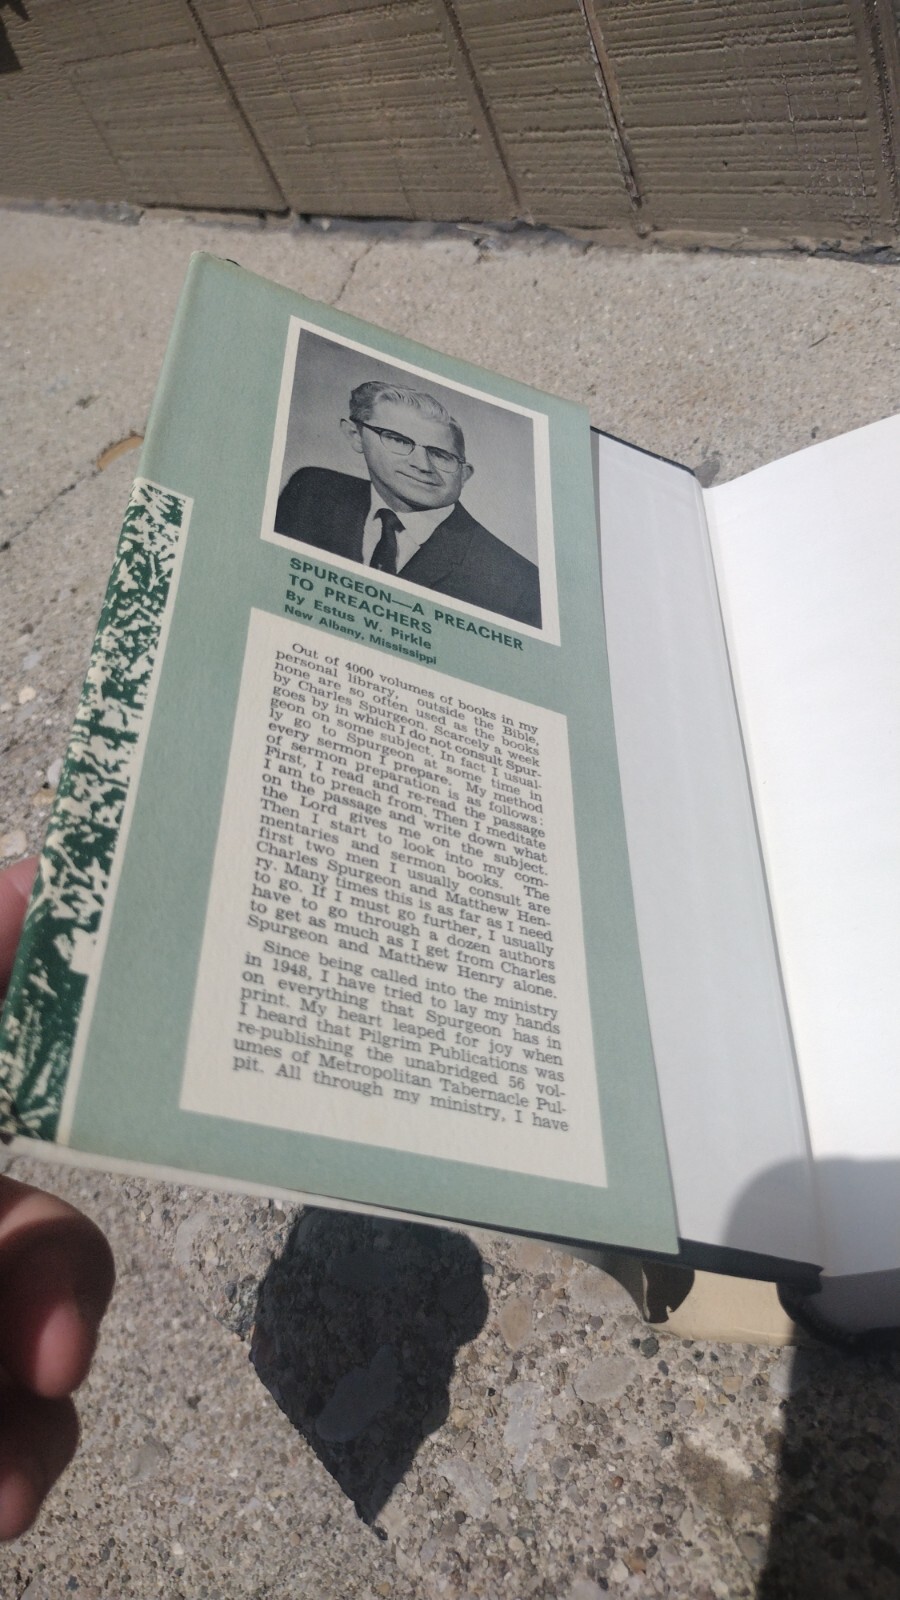 SPURGEON—A PREACHER
TO PREACHERS
By Estus W. Pirkle
New Albany, Mississippi
Out of 4000 volumes of books in my
personal library, outside the Bible,
none are so often used as the books
by Charles Spurgeon. Scarcely a week
goes by in which I do not consult Spur-
geon on some subject. In fact I usual-
ly go to Spurgeon at some time in
every sermon I prepare. My method
of sermon preparation is as follows:
First, I read and re-read the passage
I am to preach from. Then I meditate
on the passage and write down what
the Lord gives me on the subject.
Then I start to look into my com-
mentaries and sermon books. The
first two men I usually consult are
Charles Spurgeon and Matthew Hen-
ry. Many times this is as far as I need
to go. If I must go further, I usually
have to go through a dozen authors
to get as much as I get from Charles
Spurgeon and Matthew Henry alone.
Since being called into the ministry
in 1948, I have tried to lay my hands
on everything that Spurgeon has in
print. My heart leaped for joy when
I heard that Pilgrim Publications was
re-publishing the unabridged 56 vol-
umes of Metropolitan Tabernacle Pul-
pit. All through my ministry, I have